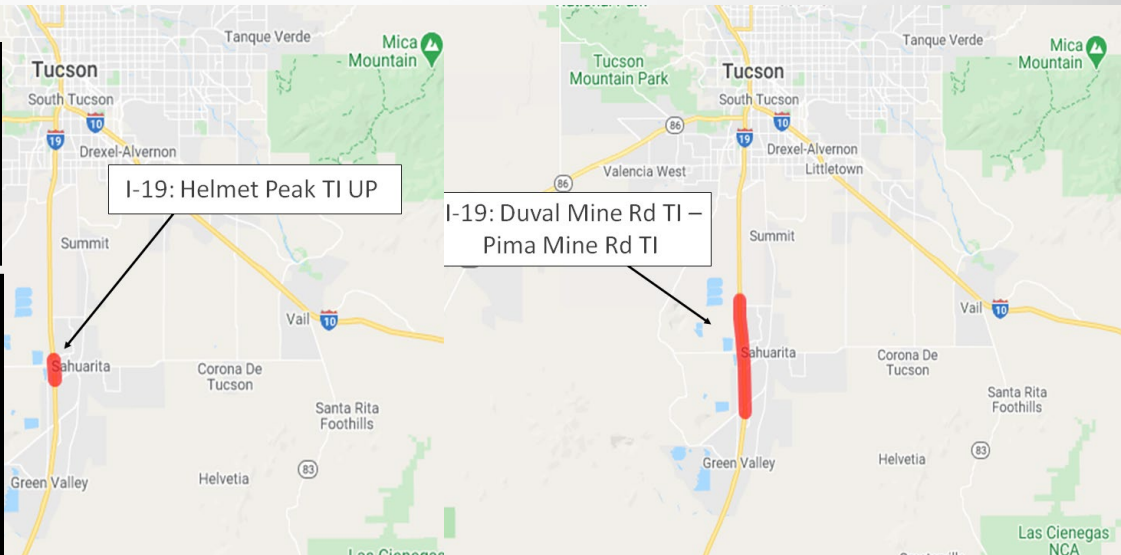 Tanque Verde
Mica
Mountain
Tucson
South Tucson
10
19
Drexel-Alvernon
I-19: Helmet Peak TI UP
Summit
Vail
10
Sahuarita
Corona De
Tucson
Santa Rita
Foothills
Helvetia
83
Green Valley
Tanque Verde
Mica
Mountain
Tucson
Mountain Park
Tucson
South Tucson
86
10
19
Drexel-Alvernon
Littletown
Valencia West
86
I-19: Duval Mine Rd TI –
Pima Mine Rd TI
Summit
Vail
10
Sahuarita
Corona De
Tucson
Santa Rita
Foothills
Helvetia
83
Green Valley
Las Cienegas
NCA